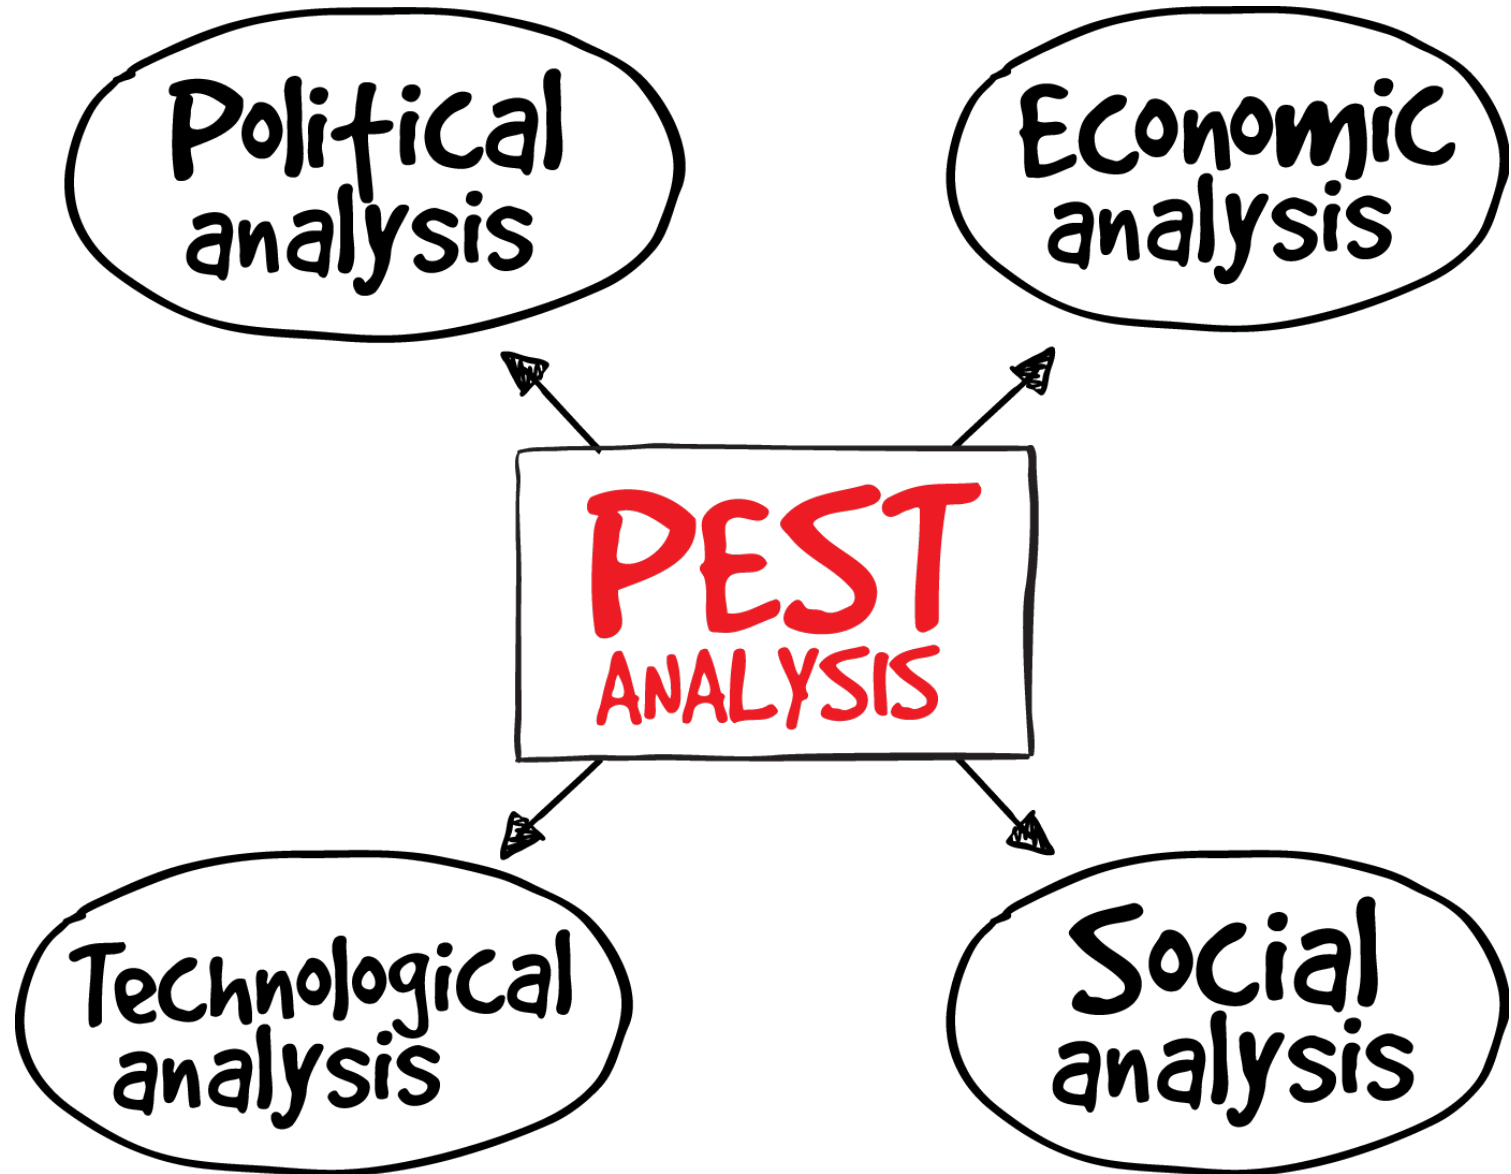 Political
analysis
Economic
analysis
PEST
ANALYSIS
Technological
analysis
Social
analysis